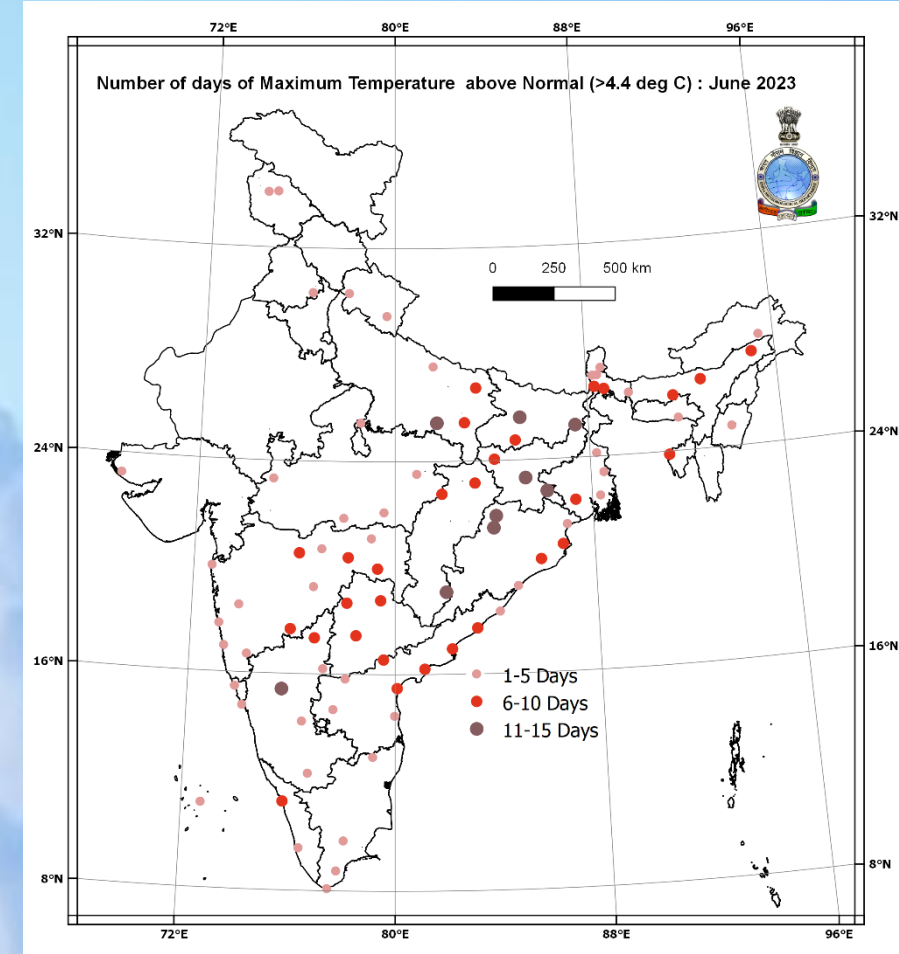 72°E 80°E 88°E 96°E
Number of days of Maximum Temperature above Normal (>4.4 deg C) : June 2023
32°N 32°N
0 250 500 km
24°N 24°N
16°N 16°N
1-5 Days
6-10 Days
11-15 Days
8°N 8°N
72°E 80°E 88°E 96°E